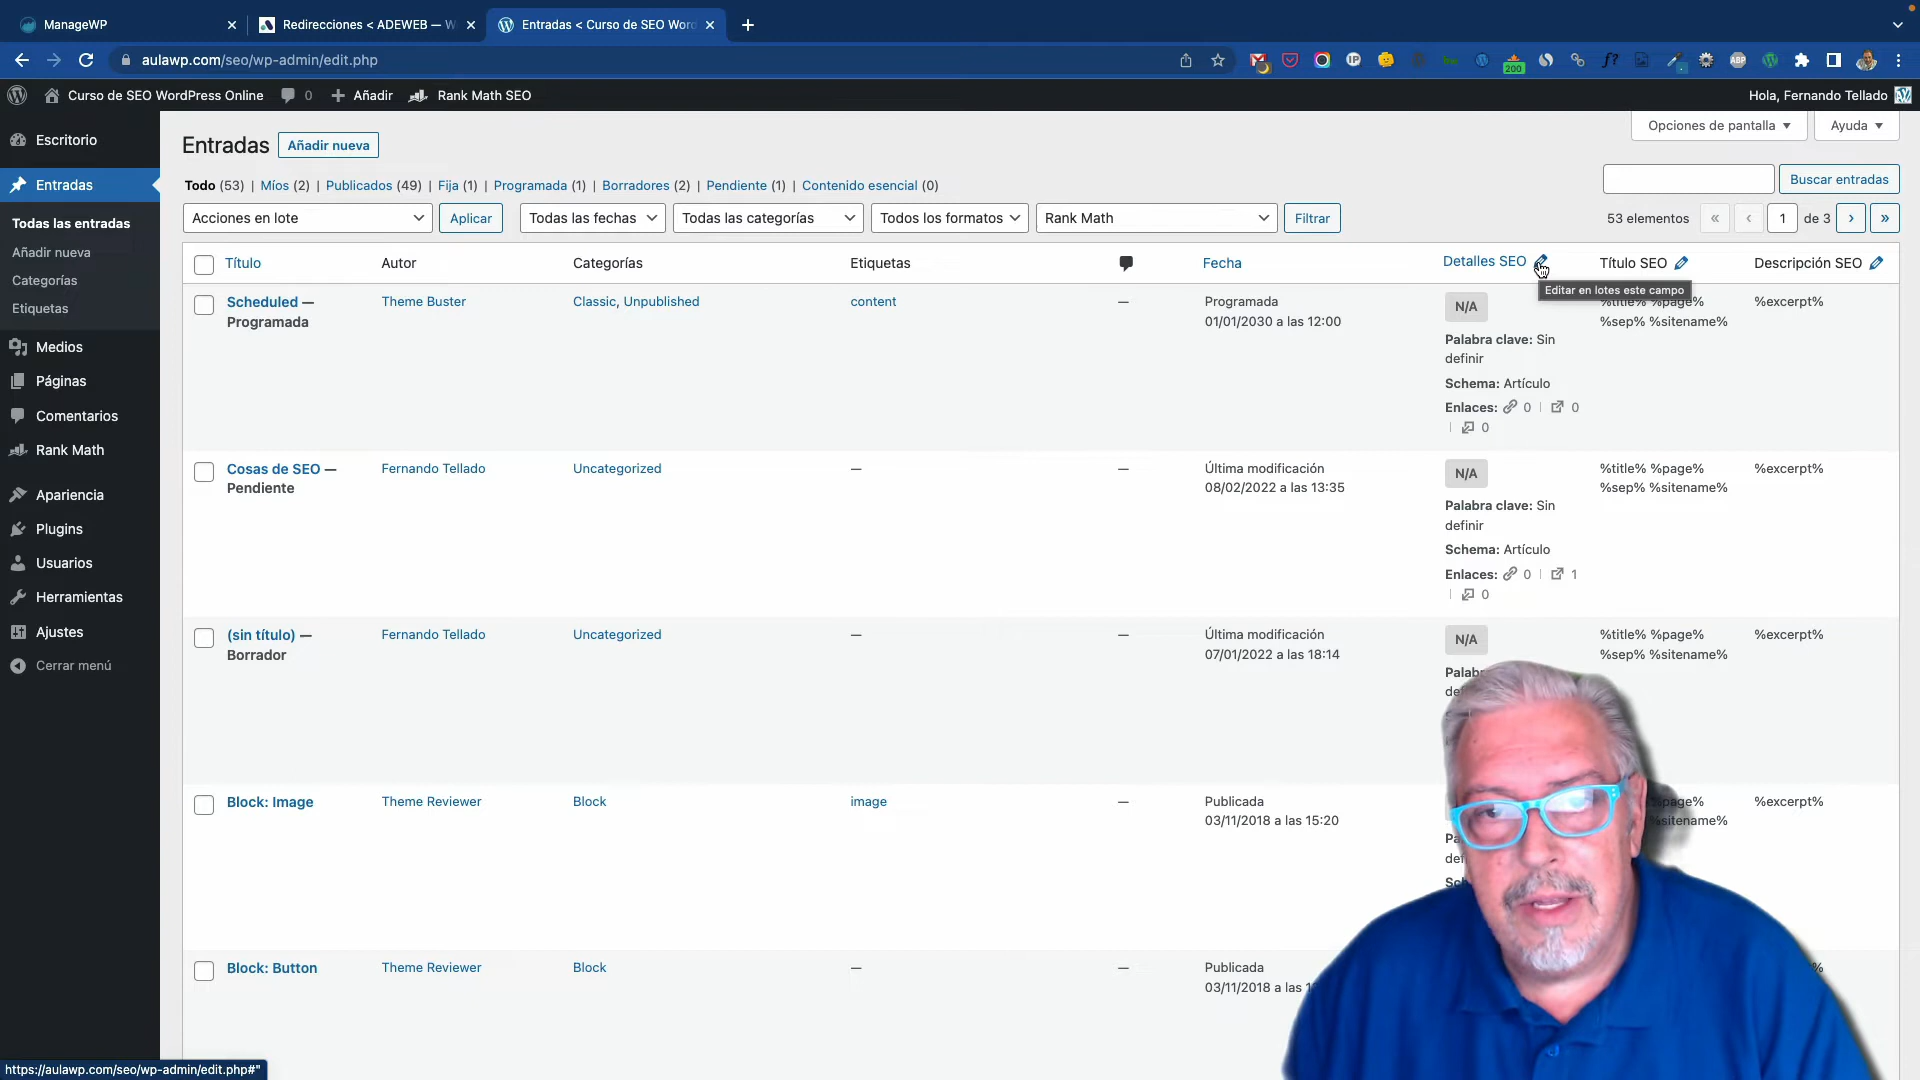 ManageWP
Redirecciones < ADEWEB — W
Entradas < Curso de SEO Word
aulawp.com/seo/wp-admin/edit.php
200
ABP
Curso de SEO WordPress Online
0
Añadir
Rank Math SEO
Hola, Fernando Tellado
Escritorio
Entradas
Todas las entradas
Añadir nueva
Categorías
Etiquetas
Medios
Páginas
Comentarios
Rank Math
Apariencia
Plugins
Usuarios
Herramientas
Ajustes
Cerrar menú
Opciones de pantalla
Ayuda
Entradas
Añadir nueva
Todo (53) | Míos (2) | Publicados (49) | Fija (1) | Programada (1) | Borradores (2) | Pendiente (1) | Contenido esencial (0)
Buscar entradas
Acciones en lote
Aplicar
Todas las fechas
Todas las categorías
Todos los formatos
Rank Math
Filtrar
53 elementos « ‹ 1 de 3 › »
Título
Autor
Categorías
Etiquetas
Fecha
Detalles SEO
Título SEO
Descripción SEO
Editar en lotes este campo
Scheduled —
Programada
Theme Buster
Classic, Unpublished
content
—
Programada
01/01/2030 a las 12:00
N/A
Palabra clave: Sin
definir
Schema: Artículo
Enlaces: 0 | 0
| 0
%title% %page%
%sep% %sitename%
%excerpt%
Cosas de SEO —
Pendiente
Fernando Tellado
Uncategorized
—
—
Última modificación
08/02/2022 a las 13:35
N/A
Palabra clave: Sin
definir
Schema: Artículo
Enlaces: 0 | 1
| 0
%title% %page%
%sep% %sitename%
%excerpt%
(sin título) —
Borrador
Fernando Tellado
Uncategorized
—
—
Última modificación
07/01/2022 a las 18:14
N/A
%title% %page%
%sep% %sitename%
%excerpt%
Block: Image
Theme Reviewer
Block
image
—
Publicada
03/11/2018 a las 15:20
%page%
%sitename%
%excerpt%
Block: Button
Theme Reviewer
Block
—
—
Publicada
03/11/2018 a las
https://aulawp.com/seo/wp-admin/edit.php#"